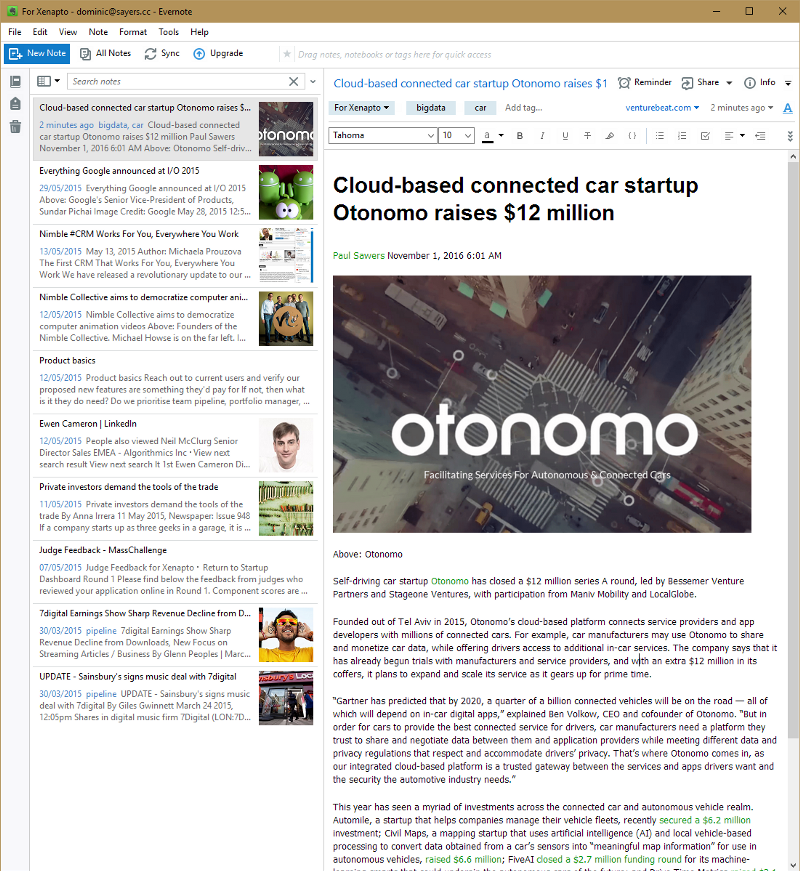 For Xenapto - dominic@sayers.cc - Evernote
File Edit View Note Format Tools Help
New Note All Notes Sync Upgrade Drag notes, notebooks or tags here for quick access
Search notes
Cloud-based connected car startup Otonomo raises $...
2 minutes ago bigdata, car Cloud-based connected
car startup Otonomo raises $12 million Paul Sawers
November 1, 2016 6:01 AM Above: Otonomo Self-driv...
otonomo
Everything Google announced at I/O 2015
29/05/2015 Everything Google announced at I/O 2015
Above: Google's Senior Vice-President of Products,
Sundar Pichai Image Credit: Google May 28, 2015 12:5...
Nimble #CRM Works For You, Everywhere You Work
13/05/2015 May 13, 2015 Author: Michaela Prouzova
The First CRM That Works For You, Everywhere You
Work We have released a revolutionary update to our ...
Nimble Collective aims to democratize computer ani...
12/05/2015 Nimble Collective aims to democratize
computer animation videos Above: Founders of the
Nimble Collective. Michael Howse is on the far left. I...
Product basics
12/05/2015 Product basics Reach out to current users and verify our
proposed new features are something they'd pay for If not, then what
is it they do need? Do we prioritise team pipeline, portfolio manager, ...
Ewen Cameron | LinkedIn
12/05/2015 People also viewed Neil McClurg Senior
Director Sales EMEA - Algorithmics Inc · View next
search result View next search It 1st Ewen Cameron Di...
Private investors demand the tools of the trade
11/05/2015 Private investors demand the tools of the
trade By Anna Irrera 11 May 2015, Newspaper: Issue 948
If a company starts up as three geeks in a garage, it is ...
Judge Feedback - MassChallenge
07/05/2015 Judge Feedback for Xenapto · Return to Startup
Dashboard Round 1 Please find below the feedback from judges who
reviewed your application online in Round 1. Component scores are ...
7digital Earnings Show Sharp Revenue Decline from D...
30/03/2015 pipeline 7digital Earnings Show Sharp
Revenue Decline from Downloads, New Focus on
Streaming Articles / Business By Glenn Peoples | Marc...
UPDATE - Sainsbury's signs music deal with 7digital
30/03/2015 pipeline UPDATE - Sainsbury's signs music
deal with 7digital By Giles Gwinnett March 24 2015,
12:05pm Shares in digital music firm 7Digital (LON:7D...
Cloud-based connected car startup Otonomo raises $1 Reminder Share Info
For Xenapto bigdata car Add tag... venturebeat.com 2 minutes ago
Tahoma 10 a B I U T
Cloud-based connected car startup
Otonomo raises $12 million
Paul Sawers November 1, 2016 6:01 AM
otonomo
Facilitating Services For Autonomous & Connected Cars
Above: Otonomo
Self-driving car startup Otonomo has closed a $12 million series A round, led by Bessemer Venture
Partners and Stageone Ventures, with participation from Maniv Mobility and LocalGlobe.
Founded out of Tel Aviv in 2015, Otonomo's cloud-based platform connects service providers and app
developers with millions of connected cars. For example, car manufacturers may use Otonomo to share
and monetize car data, while offering drivers access to additional in-car services. The company says that it
has already begun trials with manufacturers and service providers, and with an extra $12 million in its
coffers, it plans to expand and scale its service as it gears up for prime time.
"Gartner has predicted that by 2020, a quarter of a billion connected vehicles will be on the road — all of
which will depend on in-car digital apps," explained Ben Volkow, CEO and cofounder of Otonomo. "But in
order for cars to provide the best connected service for drivers, car manufacturers need a platform they
trust to share and negotiate data between them and application providers while meeting different data and
privacy regulations that respect and accommodate drivers' privacy. That's where Otonomo comes in, as
our integrated cloud-based platform is a trusted gateway between the services and apps drivers want and
the security the automotive industry needs."
This year has seen a myriad of investments across the connected car and autonomous vehicle realm.
Automile, a startup that helps companies manage their vehicle fleets, recently secured a $6.2 million
investment; Civil Maps, a mapping startup that uses artificial intelligence (AI) and local vehicle-based
processing to convert data obtained from a car's sensors into "meaningful map information" for use in
autonomous vehicles, raised $6.6 million; FiveAI closed a $2.7 million funding round for its machine-